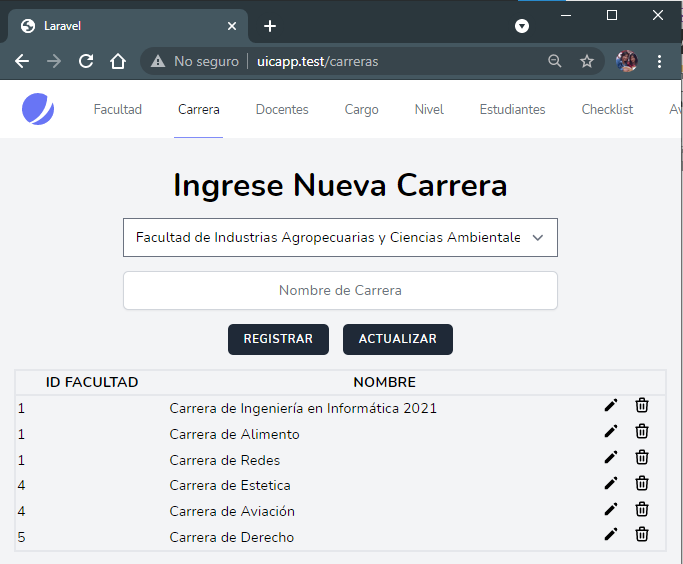 Laravel
No seguro uicapp.test/carreras
Facultad Carrera Docentes Cargo Nivel Estudiantes Checklist
Ingrese Nueva Carrera
Facultad de Industrias Agropecuarias y Ciencias Ambientale
Nombre de Carrera
REGISTRAR ACTUALIZAR
ID FACULTAD NOMBRE
1 Carrera de Ingeniería en Informática 2021
1 Carrera de Alimento
1 Carrera de Redes
4 Carrera de Estetica
4 Carrera de Aviación
5 Carrera de Derecho